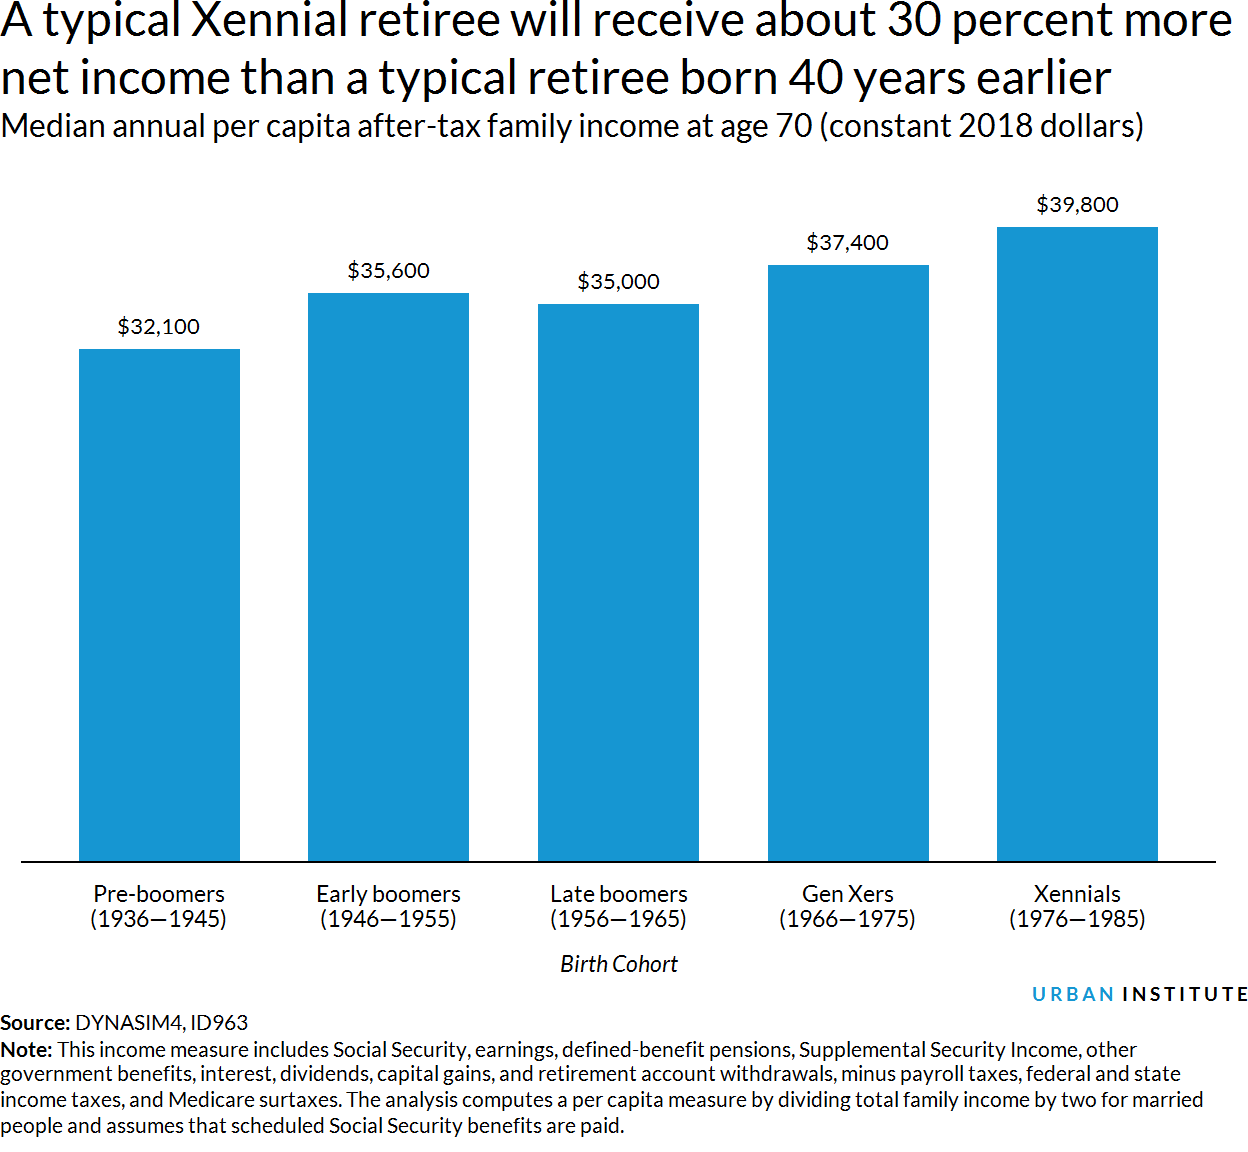 A typical Xennial retiree will receive about 30 percent more
net income than a typical retiree born 40 years earlier
Median annual per capita after-tax family income at age 70 (constant 2018 dollars)
$32,100
$35,600
$35,000
$37,400
$39,800
Pre-boomers
(1936—1945)
Early boomers
(1946—1955)
Late boomers
(1956—1965)
Gen Xers
(1966—1975)
Xennials
(1976—1985)
Birth Cohort
URBAN INSTITUTE
Source: DYNASIM4, ID963
Note: This income measure includes Social Security, earnings, defined-benefit pensions, Supplemental Security Income, other
government benefits, interest, dividends, capital gains, and retirement account withdrawals, minus payroll taxes, federal and state
income taxes, and Medicare surtaxes. The analysis computes a per capita measure by dividing total family income by two for married
people and assumes that scheduled Social Security benefits are paid.